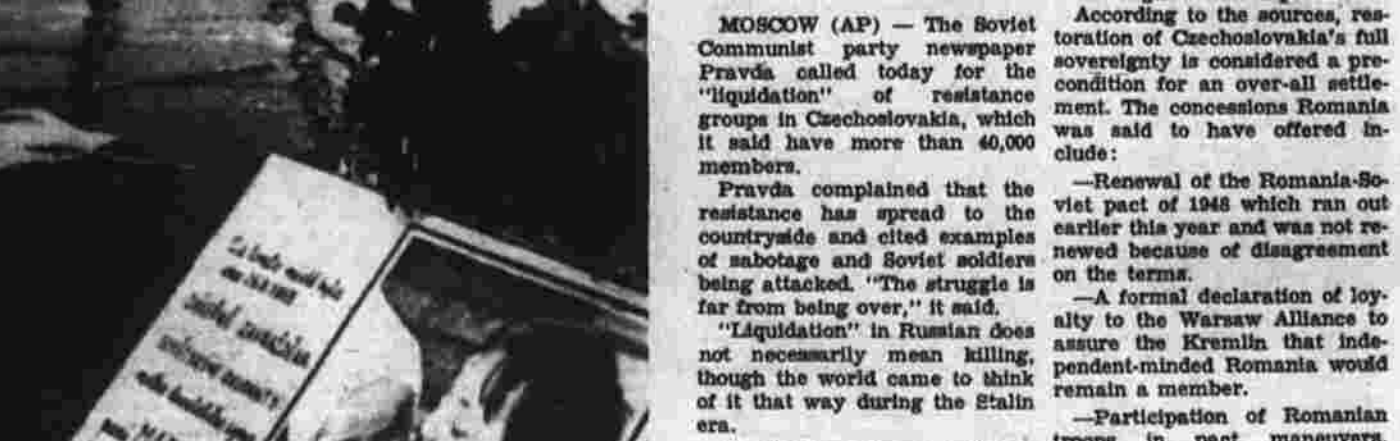 MOSCOW (AP) — The Soviet
Communist party newspaper
Pravda called today for the
"liquidation" of resistance
groups in Czechoslovakia, which
it said have more than 40,000
members.
Pravda complained that the
resistance has spread to the
countryside and cited examples
of sabotage and Soviet soldiers
being attacked. "The struggle is
far from being over," it said.
"Liquidation" in Russian does
not necessarily mean killing,
though the world came to think
of it that way during the Stalin
era.
According to the sources, res-
toration of Czechoslovakia's full
sovereignty is considered a pre-
condition for an over-all settle-
ment. The concessions Romania
was said to have offered in-
clude:
—Renewal of the Romania-So-
viet pact of 1948 which ran out
earlier this year and was not re-
newed because of disagreement
on the terms.
—A formal declaration of loy-
alty to the Warsaw Alliance to
assure the Kremlin that inde-
pendent-minded Romania would
remain a member.
—Participation of Romanian
troops in pact maneuvers,